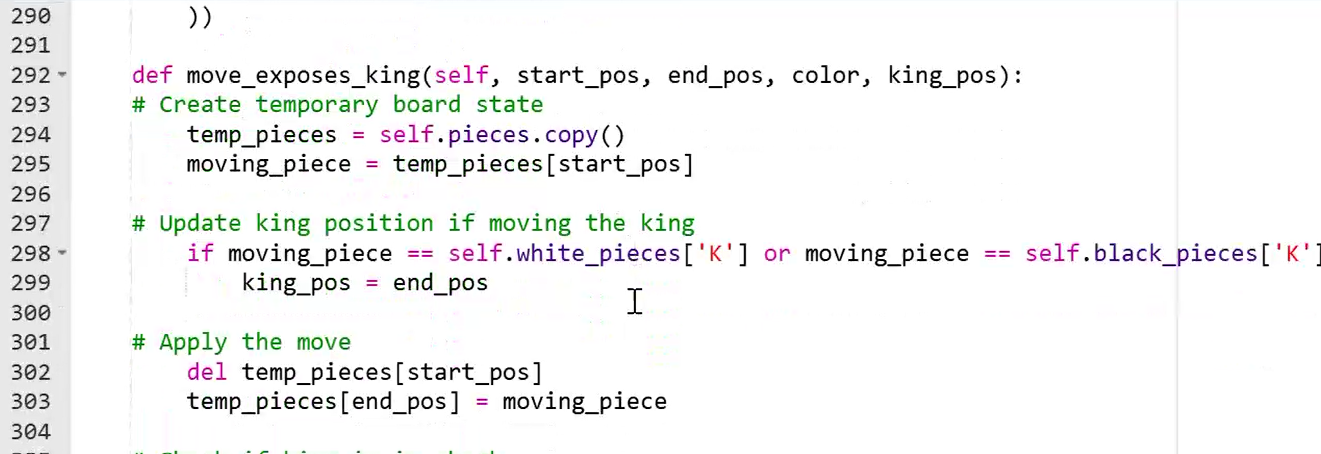 290 ))
291
292 def move_exposes_king(self, start_pos, end_pos, color, king_pos):
293 # Create temporary board state
294 temp_pieces = self.pieces.copy()
295 moving_piece = temp_pieces[start_pos]
296
297 # Update king position if moving the king
298 if moving_piece == self.white_pieces['K'] or moving_piece == self.black_pieces['K']
299 king_pos = end_pos
300
301 # Apply the move
302 del temp_pieces[start_pos]
303 temp_pieces[end_pos] = moving_piece
304